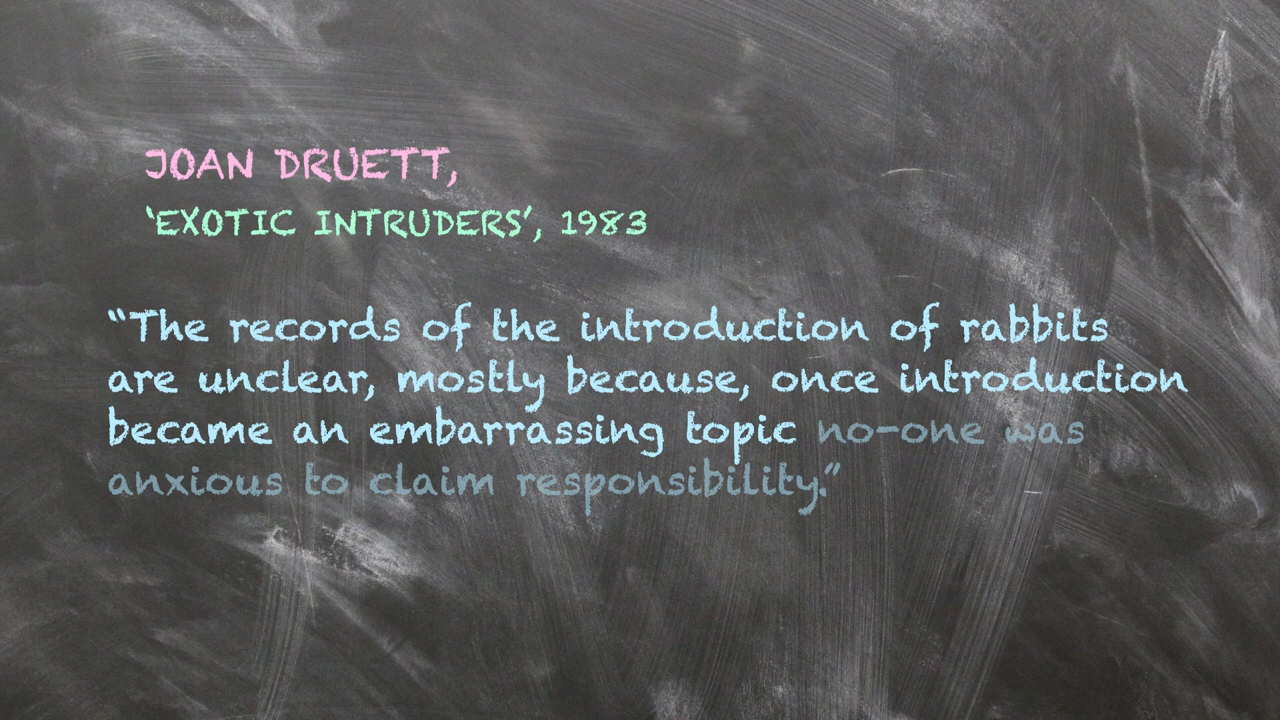 JOAN DRUETT,
‘EXOTIC INTRUDERS’, 1983
“The records of the introduction of rabbits
are unclear, mostly because, once introduction
became an embarrassing topic no-one was
anxious to claim responsibility.”